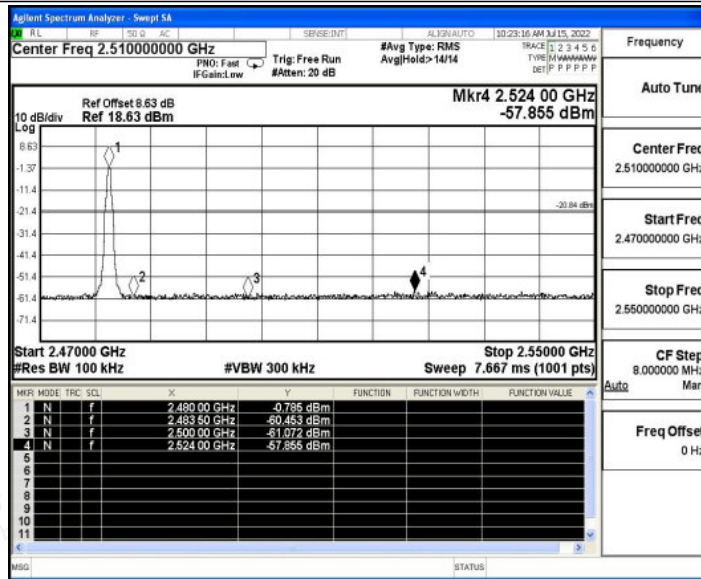 Agilent Spectrum Analyzer - Swept SA
RL RF 50 Ω AC SENSE:INT ALIGN AUTO 10:23:16 AM Jul 15, 2022
Center Freq 2.510000000 GHz
PNO: Fast
IFGain:Low
Trig: Free Run
#Atten: 20 dB
#Avg Type: RMS
Avg|Hold:>14/14
TRACE 1 2 3 4 5 6
TYPE M
DET P P P P P P
Ref Offset 8.63 dB
10 dB/div Ref 18.63 dBm
Log
Mkr4 2.524 00 GHz
-57.855 dBm
8.63
-1.37
-11.4
-21.4
-31.4
-41.4
-51.4
-61.4
-71.4
1
2
3
4
-20.84 dBm
Start 2.47000 GHz Stop 2.55000 GHz
#Res BW 100 kHz #VBW 300 kHz Sweep 7.667 ms (1001 pts)
MKR MODE TRC SCL X Y FUNCTION FUNCTION WIDTH FUNCTION VALUE
1 N f 2.480 00 GHz -0.785 dBm
2 N f 2.483 50 GHz -60.453 dBm
3 N f 2.500 00 GHz -61.072 dBm
4 N f 2.524 00 GHz -57.855 dBm
5
6
7
8
9
10
11
MSG STATUS
Frequency
Auto Tune
Center Freq
2.510000000 GHz
Start Freq
2.470000000 GHz
Stop Freq
2.550000000 GHz
CF Step
8.000000 MHz
Auto Man
Freq Offset
0 Hz